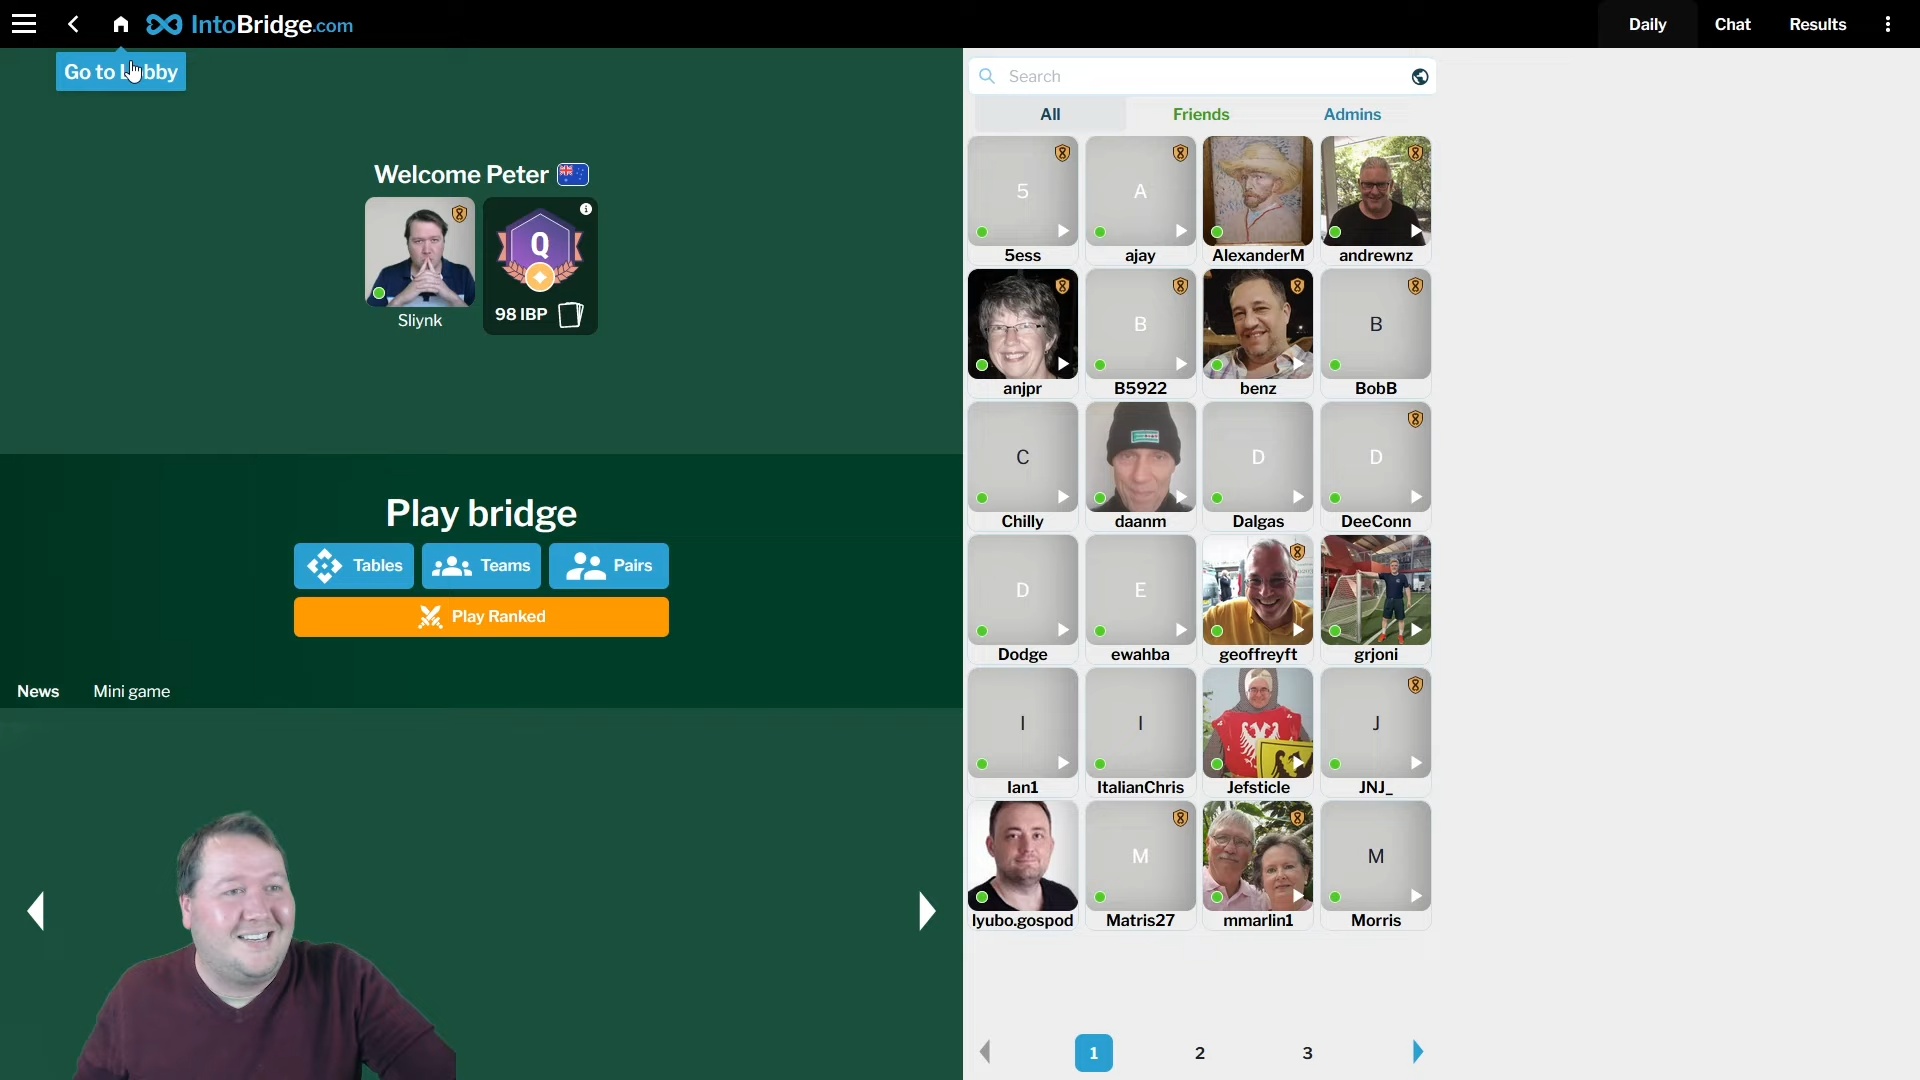 IntoBridge.com
Daily
Chat
Results
Go to Lobby
Search
All
Friends
Admins
Welcome Peter
Sliynk
Q
98 IBP
5
A
5ess
ajay
AlexanderM
andrewnz
B
B
anjpr
B5922
benz
BobB
C
D
D
Chilly
daanm
Dalgas
DeeConn
Play bridge
Tables
Teams
Pairs
Play Ranked
D
E
Dodge
ewahba
geoffreyft
grjoni
News
Mini game
I
I
J
Ian1
ItalianChris
Jefsticle
JNJ_
M
M
lyubo.gospod
Matris27
mmarlin1
Morris
1
2
3